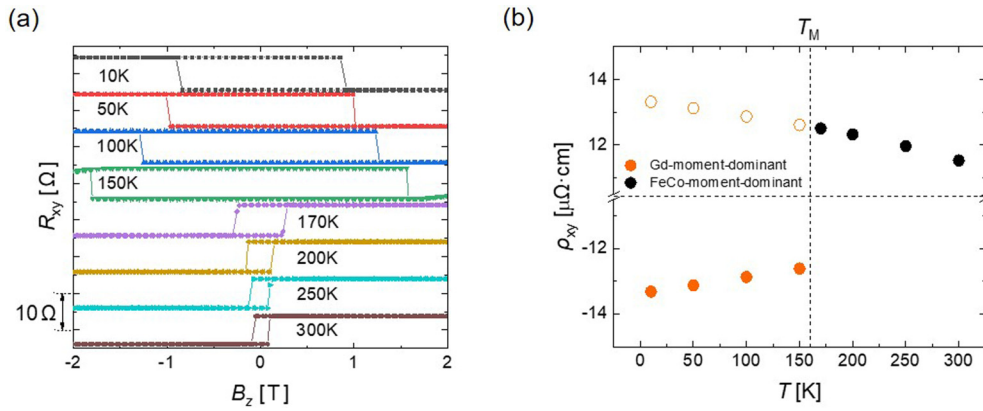 (a)
10K
50K
100K
150K
170K
200K
250K
300K
R_xy [Ω]
10 Ω
-2 -1 0 1 2
B_z [T]
(b)
T_M
14
12
-12
-14
ρ_xy [μΩ·cm]
Gd-moment-dominant
FeCo-moment-dominant
0 50 100 150 200 250 300
T [K]